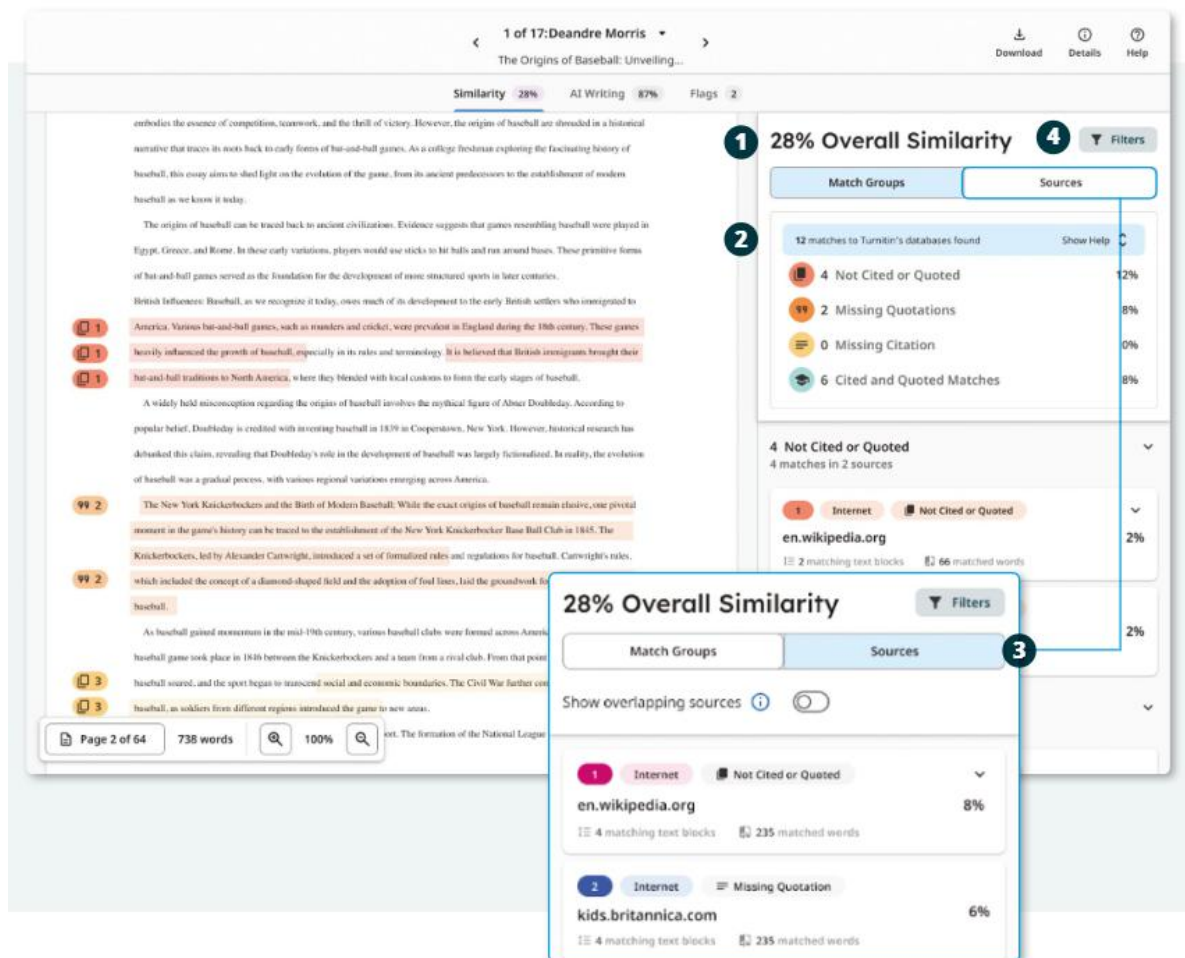 1 of 17:Deandre Morris
The Origins of Baseball: Unveiling...
Download
Details
Help
Similarity 28%
AI Writing 87%
Flags 2
embodies the essence of competition, teamwork, and the thrill of victory. However, the origins of baseball are shrouded in a historical
narrative that traces its roots back to early forms of bat-and-ball games. As a college freshman exploring the fascinating history of
baseball, this essay aims to shed light on the evolution of the game, from its ancient predecessors to the establishment of modern
baseball as we know it today.
The origins of baseball can be traced back to ancient civilizations. Evidence suggests that games resembling baseball were played in
Egypt, Greece, and Rome. In these early variations, players would use sticks to hit balls and run around bases. These primitive forms
of bat-and-ball games served as the foundation for the development of more structured sports in later centuries.
British Influences: Baseball, as we recognize it today, owes much of its development to the early British settlers who immigrated to
1 America. Various bat-and-ball games, such as rounders and cricket, were prevalent in England during the 18th century. These games
1 heavily influenced the growth of baseball, especially in its rules and terminology. It is believed that British immigrants brought their
1 bat-and-ball traditions to North America, where they blended with local customs to form the early stages of baseball.
A widely held misconception regarding the origins of baseball involves the mythical figure of Abner Doubleday. According to
popular belief, Doubleday is credited with inventing baseball in 1839 in Cooperstown, New York. However, historical research has
debunked this claim, revealing that Doubleday's role in the development of baseball was largely fictionalized. In reality, the evolution
of baseball was a gradual process, with various regional variations emerging across America.
99 2 The New York Knickerbockers and the Birth of Modern Baseball: While the exact origins of baseball remain elusive, one pivotal
moment in the game's history can be traced to the establishment of the New York Knickerbocker Base Ball Club in 1845. The
Knickerbockers, led by Alexander Cartwright, introduced a set of formalized rules and regulations for baseball. Cartwright's rules,
99 2 which included the concept of a diamond-shaped field and the adoption of foul lines, laid the groundwork fo
baseball.
As baseball gained momentum in the mid-19th century, various baseball clubs were formed across Americ
baseball game took place in 1846 between the Knickerbockers and a team from a rival club. From that point
3 baseball soared, and the sport began to transcend social and economic boundaries. The Civil War further con
3 baseball, as soldiers from different regions introduced the game to new areas.
ort. The formation of the National League
Page 2 of 64
738 words
100%
1
28% Overall Similarity
4
Filters
Match Groups
Sources
2
12 matches to Turnitin's databases found
Show Help
4 Not Cited or Quoted 12%
99 2 Missing Quotations 8%
0 Missing Citation 0%
6 Cited and Quoted Matches 8%
4 Not Cited or Quoted
4 matches in 2 sources
1 Internet Not Cited or Quoted
en.wikipedia.org 2%
2 matching text blocks 66 matched words
2%
28% Overall Similarity
Filters
Match Groups
Sources
3
Show overlapping sources
1 Internet Not Cited or Quoted
en.wikipedia.org 8%
4 matching text blocks 235 matched words
2 Internet Missing Quotation
kids.britannica.com 6%
4 matching text blocks 235 matched words